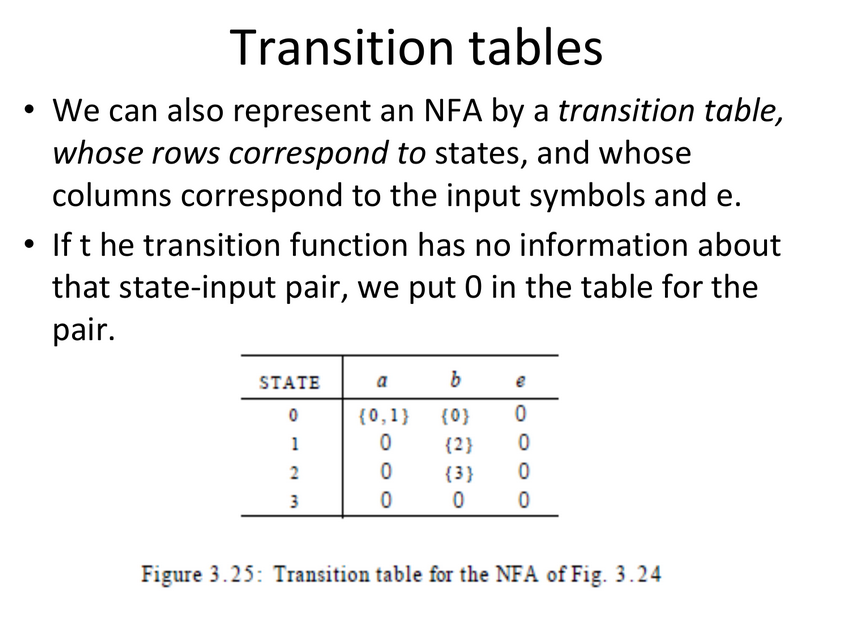 Transition tables
• We can also represent an NFA by a transition table,
whose rows correspond to states, and whose
columns correspond to the input symbols and e.
• If t he transition function has no information about
that state-input pair, we put 0 in the table for the
pair.
STATE a b e
0 {0,1} {0} 0
1 0 {2} 0
2 0 {3} 0
3 0 0 0
Figure 3.25: Transition table for the NFA of Fig. 3.24